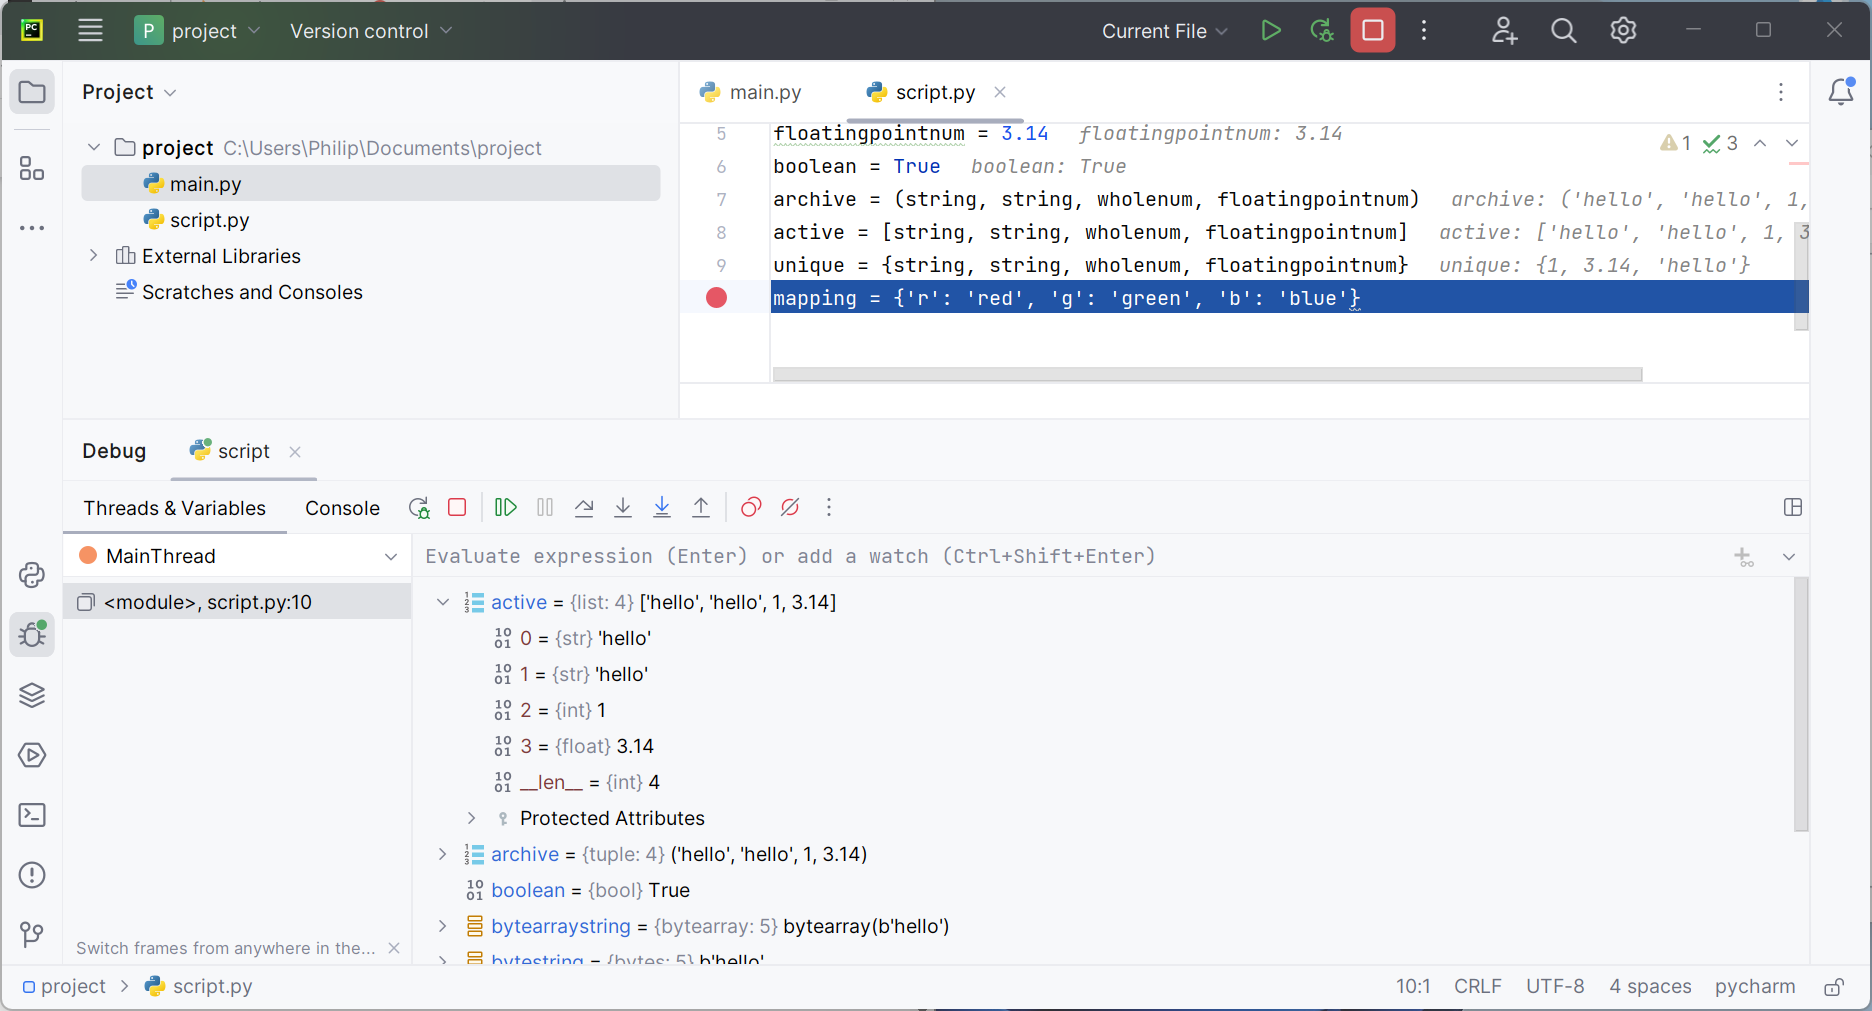 PC
P project Version control Current File
Project
main.py script.py
project C:\Users\Philip\Documents\project
main.py
script.py
External Libraries
Scratches and Consoles
5 floatingpointnum = 3.14 floatingpointnum: 3.14
1 3
6 boolean = True boolean: True
7 archive = (string, string, wholenum, floatingpointnum) archive: ('hello', 'hello', 1,
8 active = [string, string, wholenum, floatingpointnum] active: ['hello', 'hello', 1, 3
9 unique = {string, string, wholenum, floatingpointnum} unique: {1, 3.14, 'hello'}
mapping = {'r': 'red', 'g': 'green', 'b': 'blue'}
Debug script
Threads & Variables Console
MainThread
Evaluate expression (Enter) or add a watch (Ctrl+Shift+Enter)
<module>, script.py:10
active = {list: 4} ['hello', 'hello', 1, 3.14]
0 = {str} 'hello'
1 = {str} 'hello'
2 = {int} 1
3 = {float} 3.14
__len__ = {int} 4
Protected Attributes
archive = {tuple: 4} ('hello', 'hello', 1, 3.14)
boolean = {bool} True
bytearraystring = {bytearray: 5} bytearray(b'hello')
bytestring = {bytes: 5} b'hello'
Switch frames from anywhere in the...
project > script.py
10:1 CRLF UTF-8 4 spaces pycharm